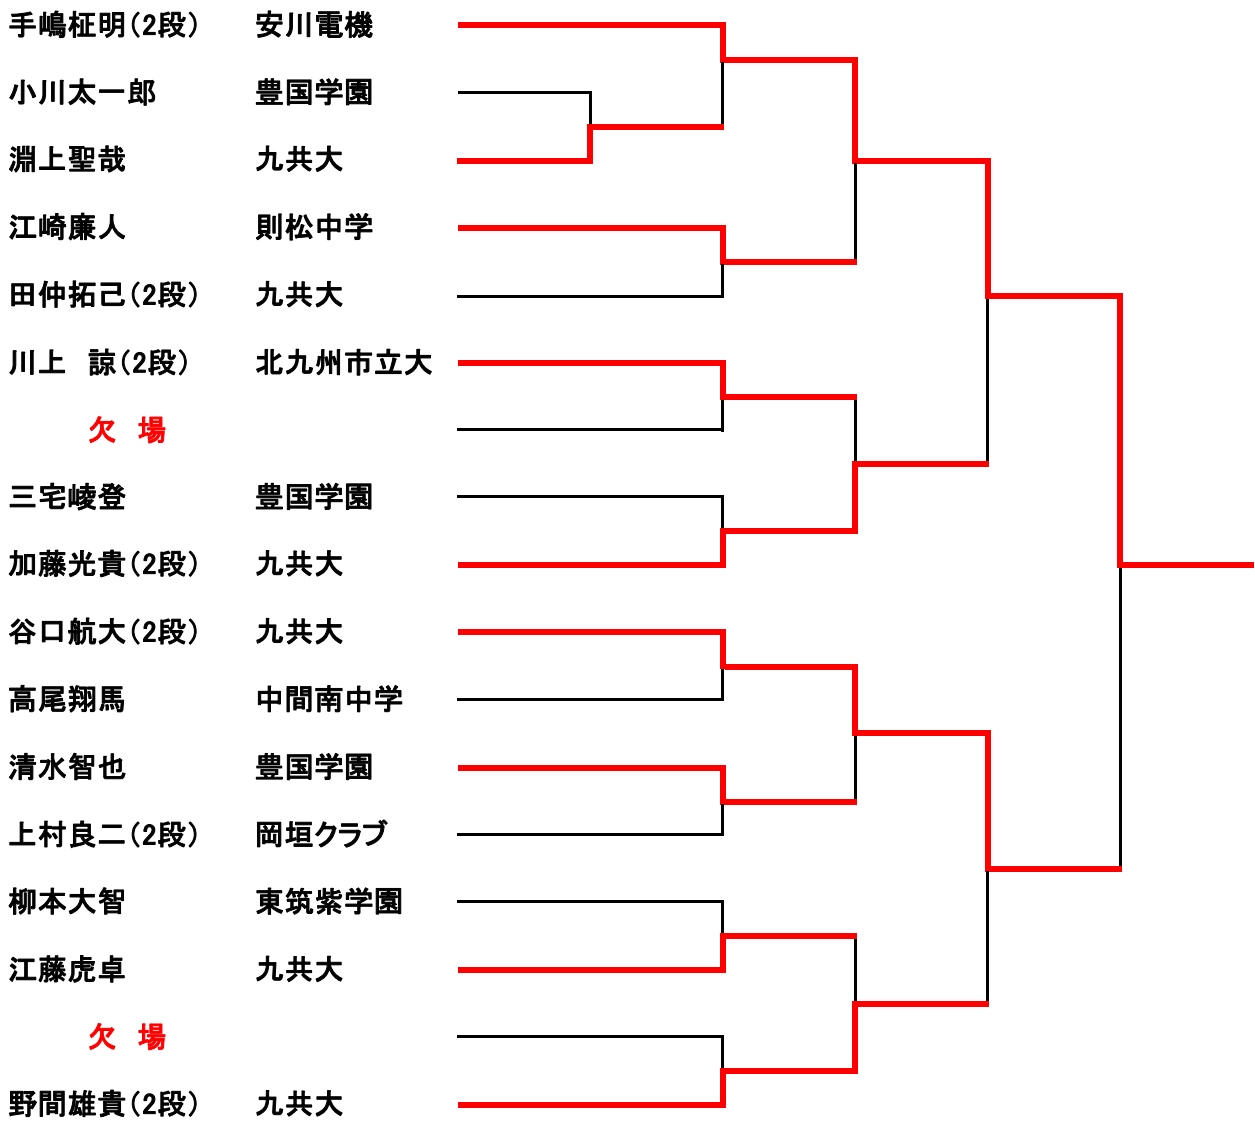 手嶋柾明(2段) 安川電機
小川太一郎 豊国学園
淵上聖哉 九共大
江崎廉人 則松中学
田仲拓己(2段) 九共大
川上 諒(2段) 北九州市立大
欠 場
三宅崚登 豊国学園
加藤光貴(2段) 九共大
谷口航大(2段) 九共大
高尾翔馬 中間南中学
清水智也 豊国学園
上村良二(2段) 岡垣クラブ
柳本大智 東筑紫学園
江藤虎卓 九共大
欠 場
野間雄貴(2段) 九共大